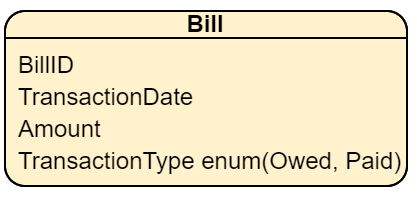 Bill
BillID
TransactionDate
Amount
TransactionType enum(Owed, Paid)